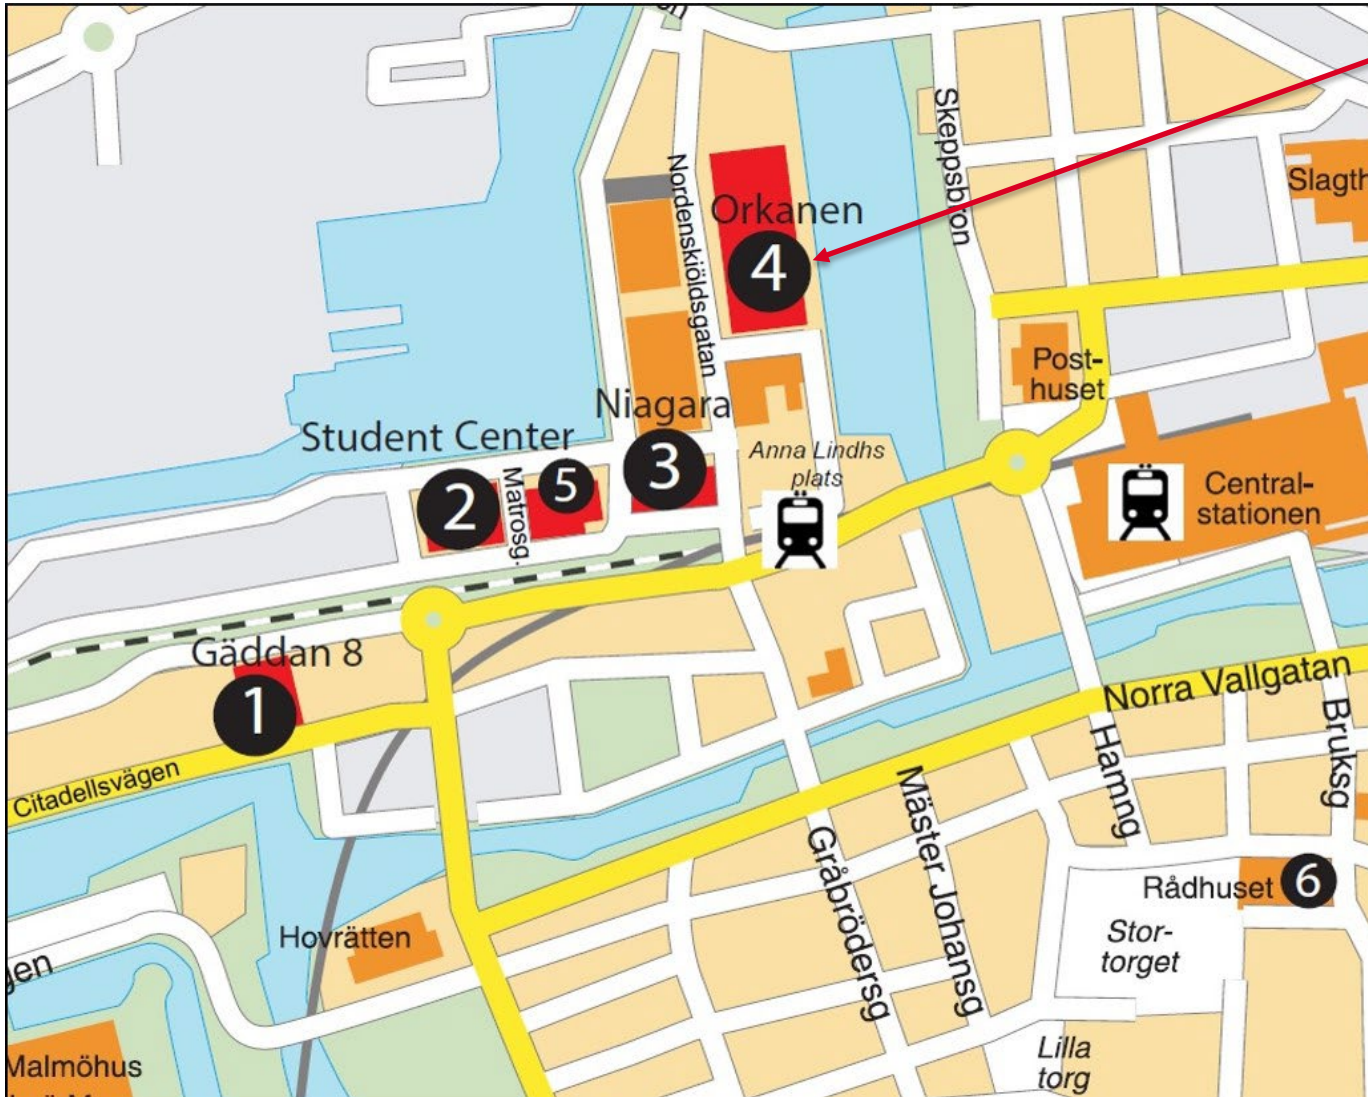 en
Skeppsbron
Slagth
Nordenskiöldsgatan
Orkanen
4
Post-
huset
Niagara
3
Student Center
5
2
Matrosg.
Anna Lindhs
plats
Central-
stationen
Gäddan 8
1
Norra Vallgatan
Citadellsvägen
Hamng
Bruksg
Mäster Johansg
Gråbrödersg
Rådhuset
6
Stor-
torget
Hovrätten
gen
Lilla
torg
Malmöhus